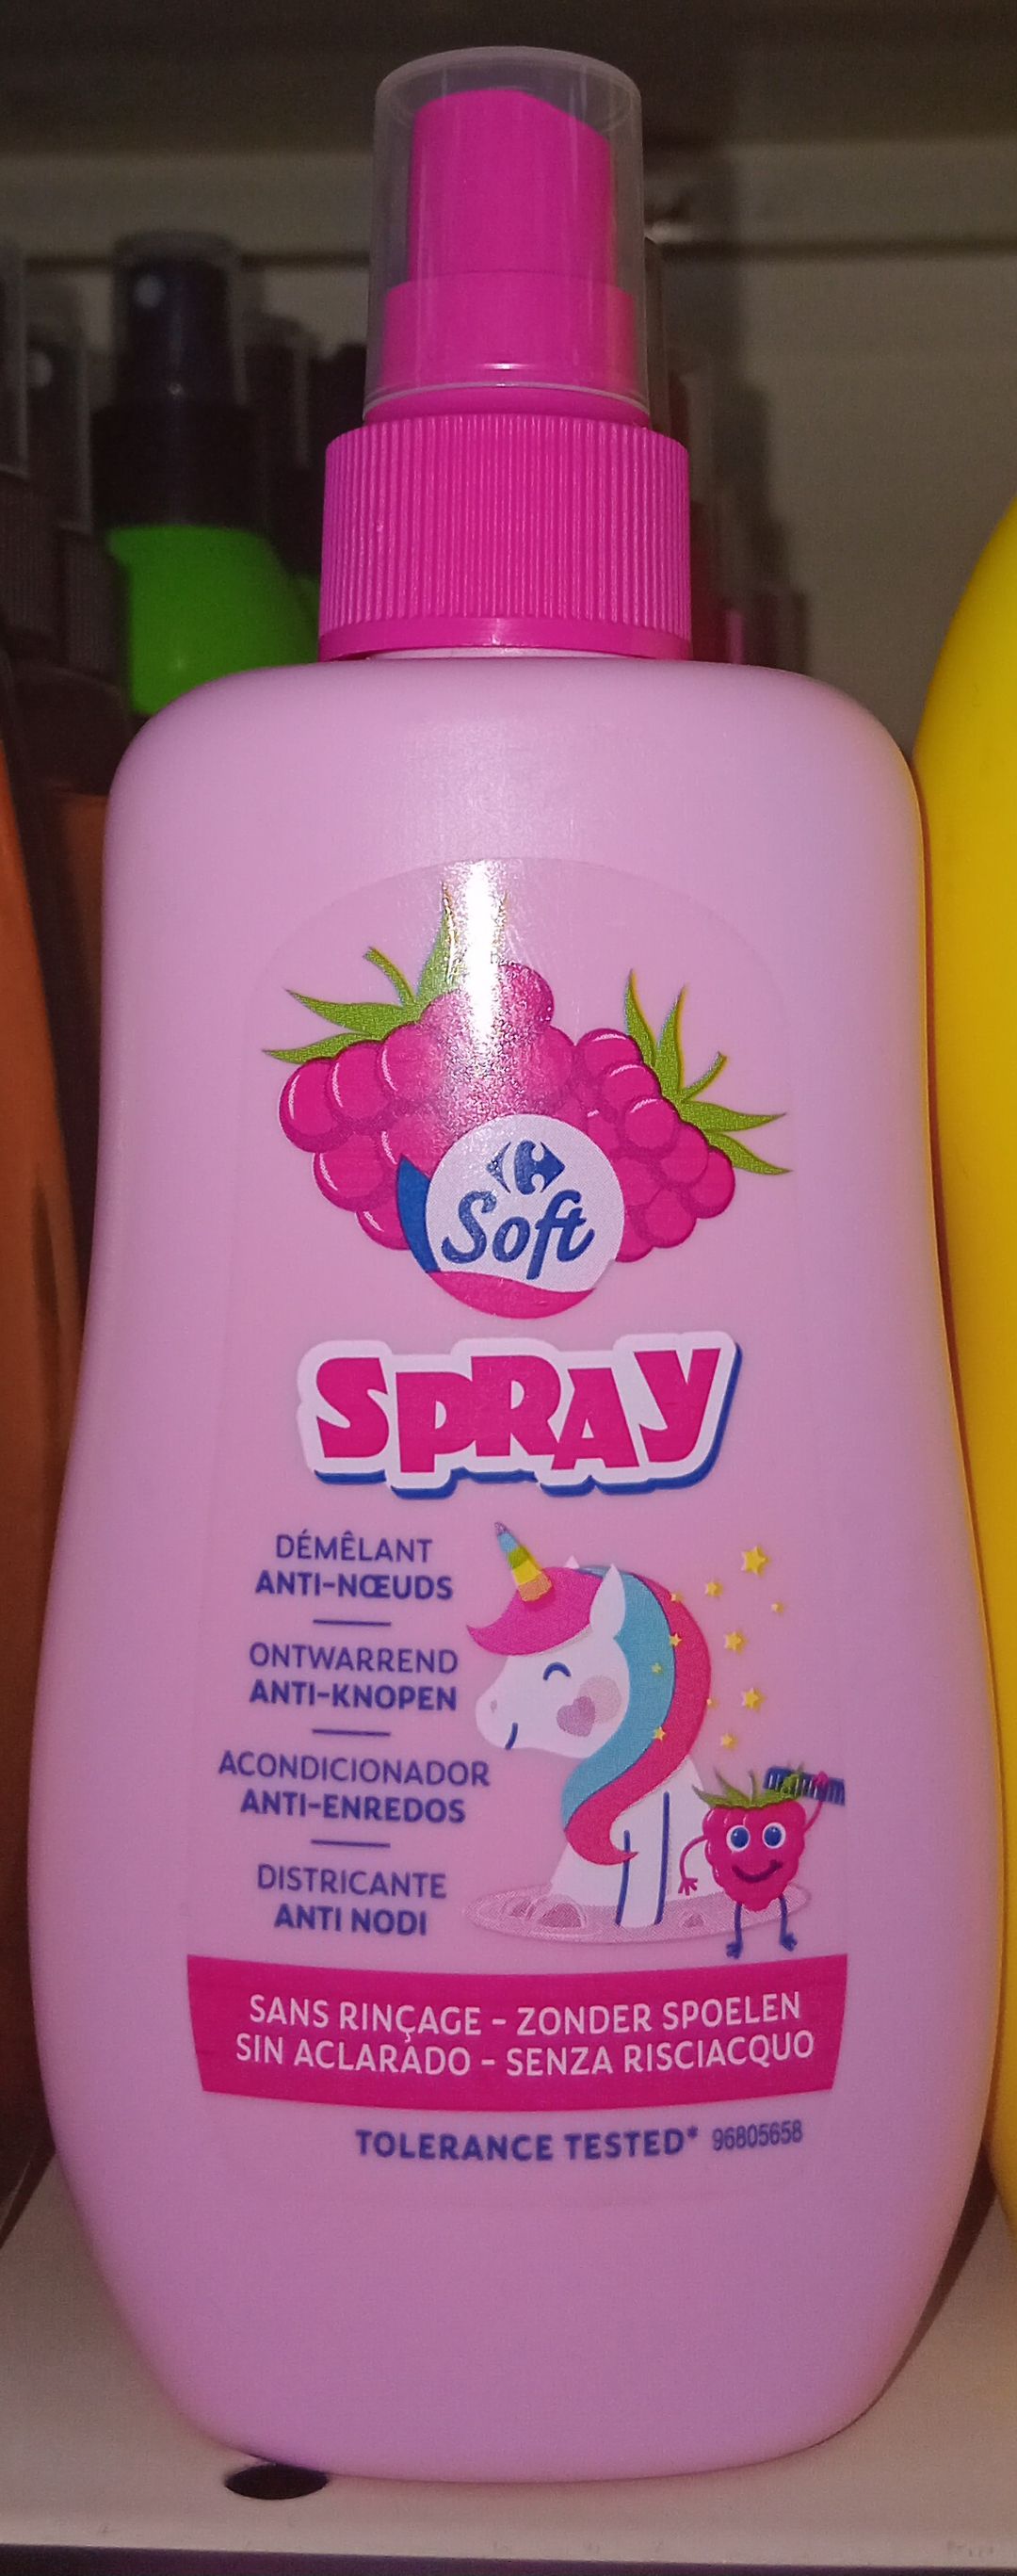 Soft
SPRAY
DÉMÊLANT
ANTI-NŒUDS
ONTWARREND
ANTI-KNOPEN
ACONDICIONADOR
ANTI-ENREDOS
DISTRICANTE
ANTI NODI
SANS RINÇAGE - ZONDER SPOELEN
SIN ACLARADO - SENZA RISCIACQUO
TOLERANCE TESTED* 96805658